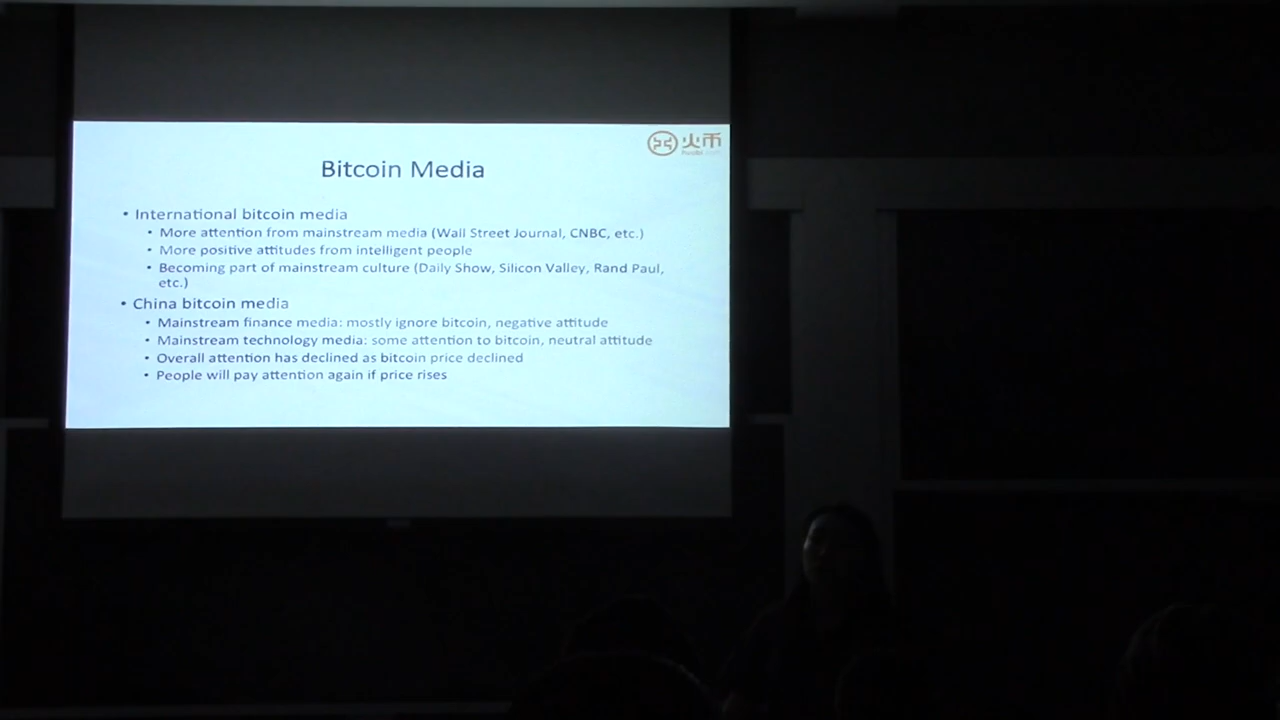 火币
Bitcoin Media
• International bitcoin media
• More attention from mainstream media (Wall Street Journal, CNBC, etc.)
• More positive attitudes from intelligent people
• Becoming part of mainstream culture (Daily Show, Silicon Valley, Rand Paul,
etc.)
• China bitcoin media
• Mainstream finance media: mostly ignore bitcoin, negative attitude
• Mainstream technology media: some attention to bitcoin, neutral attitude
• Overall attention has declined as bitcoin price declined
• People will pay attention again if price rises